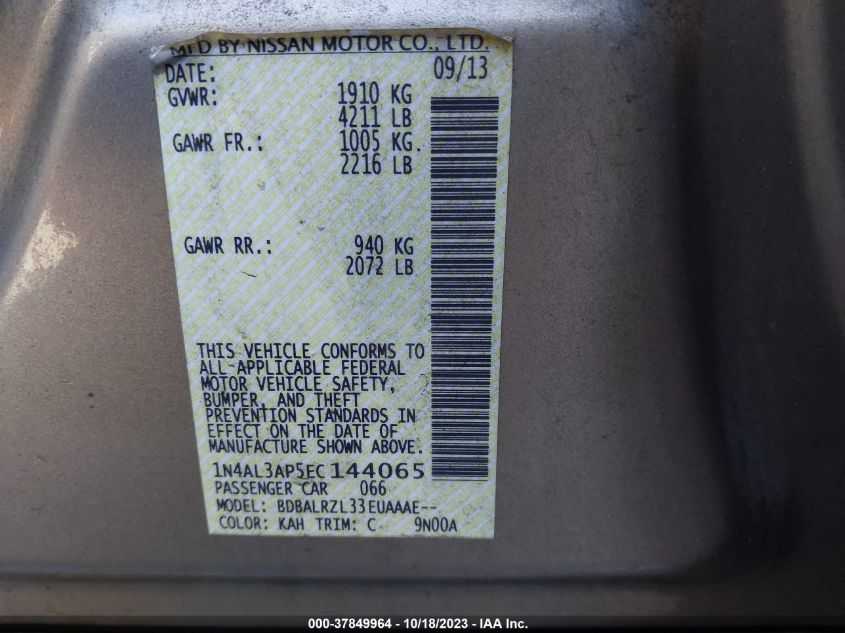 MFD BY NISSAN MOTOR CO., LTD.
DATE: 09/13
GVWR: 1910 KG
4211 LB
GAWR FR.: 1005 KG.
2216 LB
GAWR RR.: 940 KG
2072 LB
THIS VEHICLE CONFORMS TO
ALL APPLICABLE FEDERAL
MOTOR VEHICLE SAFETY,
BUMPER, AND THEFT
PREVENTION STANDARDS IN
EFFECT ON THE DATE OF
MANUFACTURE SHOWN ABOVE.
1N4AL3AP5EC144065
PASSENGER CAR 066
MODEL: BDBALRZL33EUAAAE--
COLOR: KAH TRIM: C 9N00A
000-37849964 - 10/18/2023 - IAA Inc.